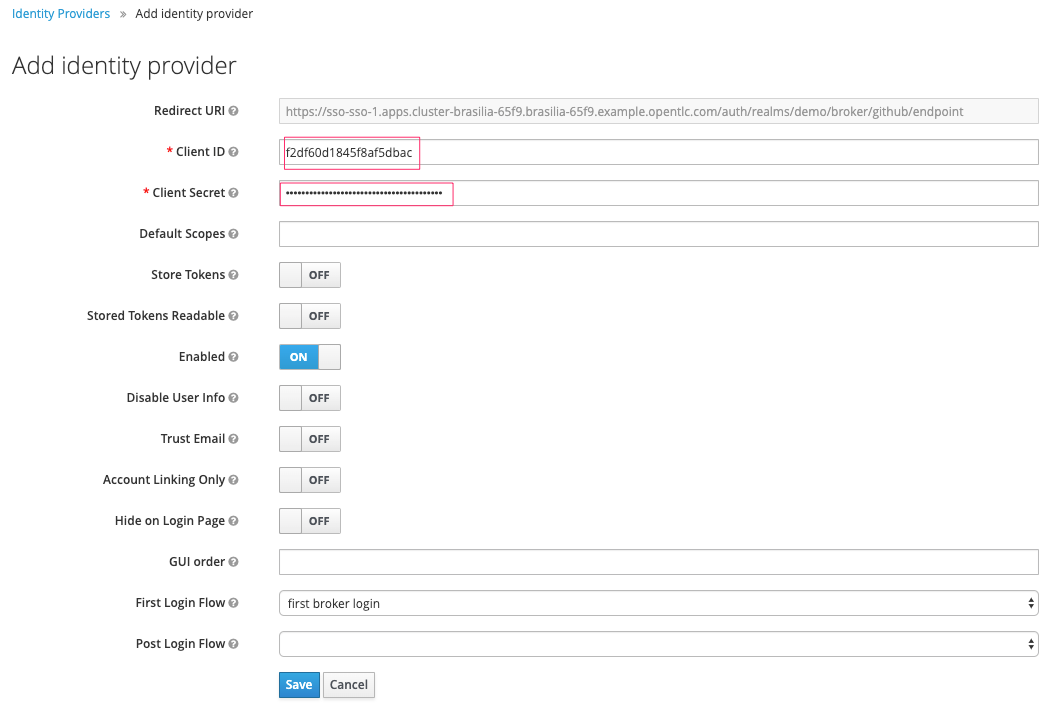 Identity Providers » Add identity provider
Add identity provider
Redirect URI https://sso-sso-1.apps.cluster-brasilia-65f9.brasilia-65f9.example.opentlc.com/auth/realms/demo/broker/github/endpoint
* Client ID f2df60d1845f8af5dbac
* Client Secret ••••••••••••••••••••••••••••••••••••••••
Default Scopes
Store Tokens OFF
Stored Tokens Readable OFF
Enabled ON
Disable User Info OFF
Trust Email OFF
Account Linking Only OFF
Hide on Login Page OFF
GUI order
First Login Flow first broker login
Post Login Flow
Save Cancel